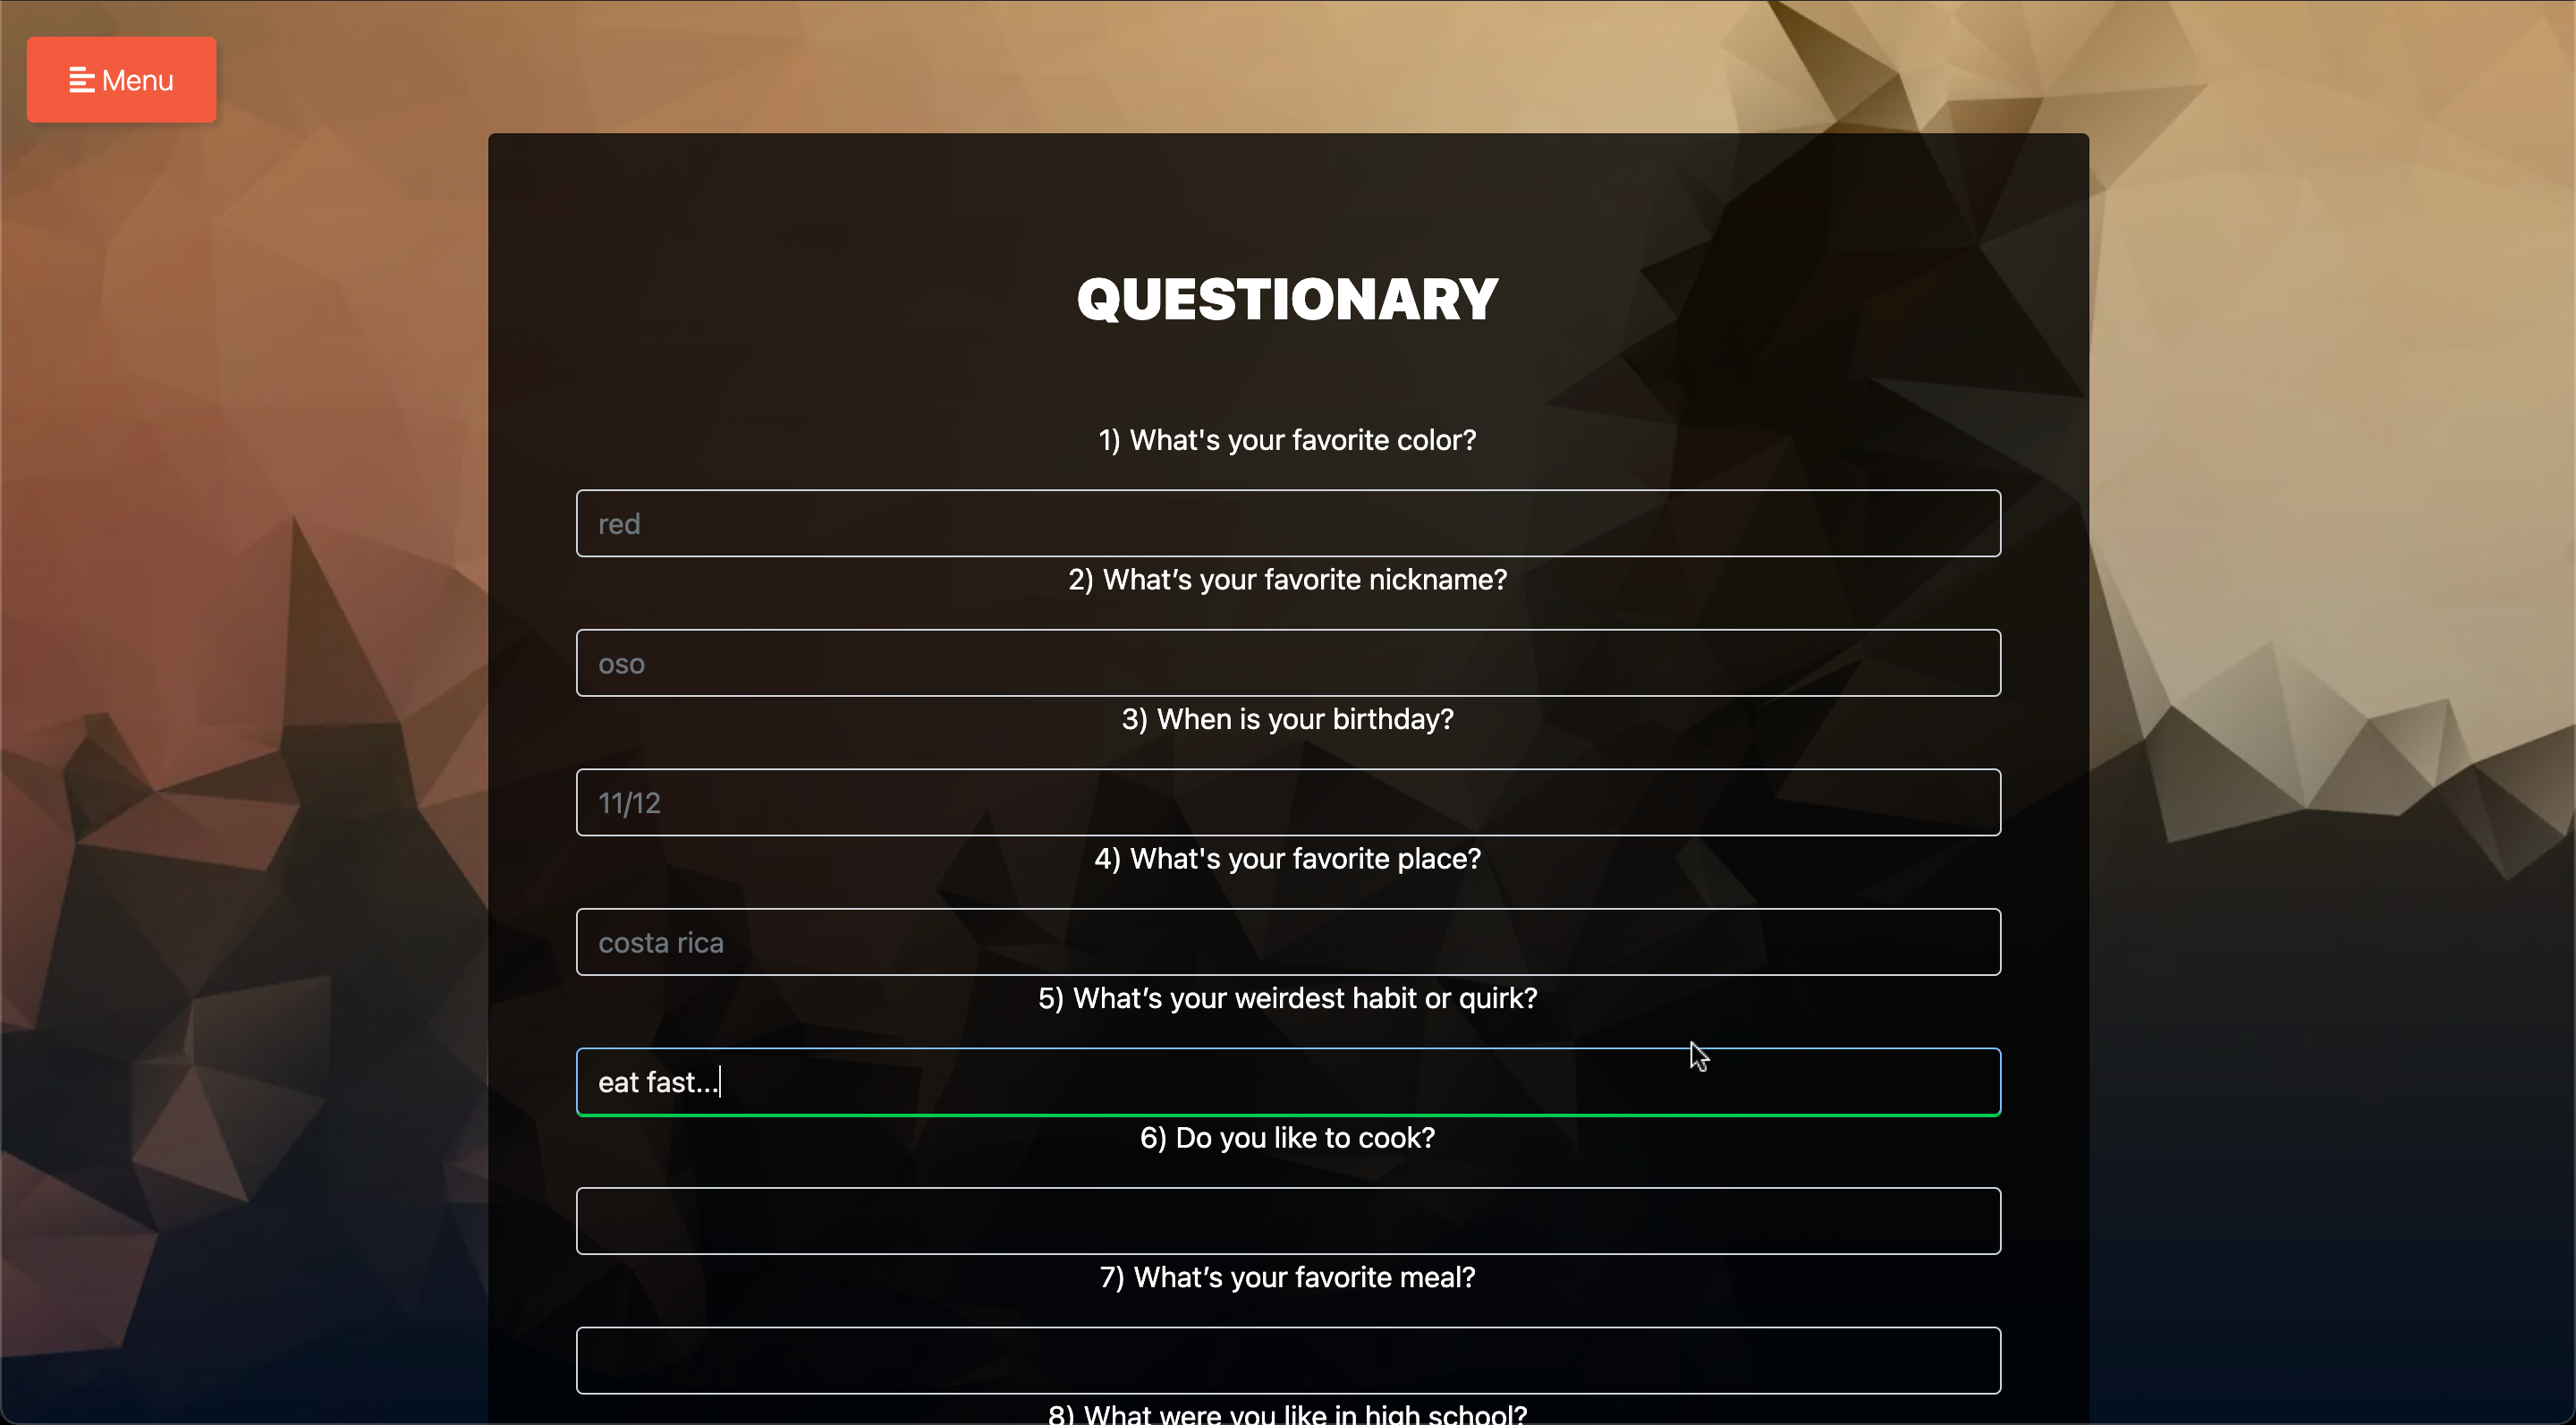 Menu
QUESTIONARY
1) What's your favorite color?
red
2) What’s your favorite nickname?
oso
3) When is your birthday?
11/12
4) What's your favorite place?
costa rica
5) What’s your weirdest habit or quirk?
eat fast...
6) Do you like to cook?
7) What’s your favorite meal?
8) What were you like in high school?